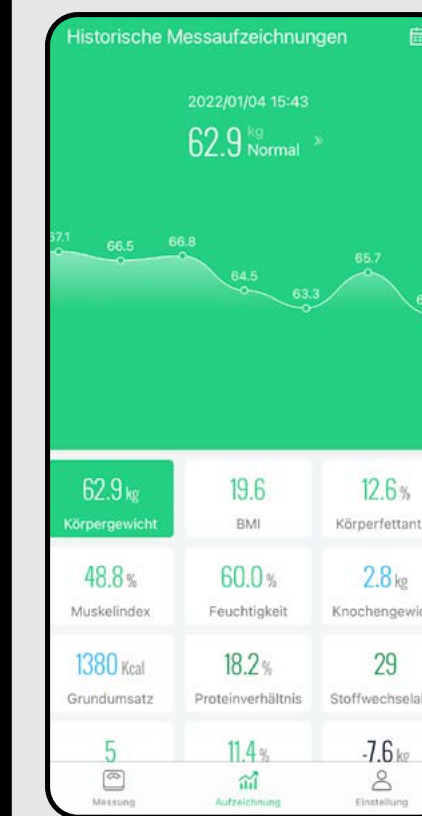 Historische Messaufzeichnungen
2022/01/04 15:43
62.9 kg Normal »
66.5
66.8
64.5
63.3
65.7
62.9 kg 19.6 12.6 %
Körpergewicht BMI
48.8 % 60.0 % 2.8 kg
Muskelindex Feuchtigkeit
1380 Kcal 18.2 % 29
Grundumsatz Proteinverhältnis
5 11.4 % -7.6 kg
Messung Aufzeichnung Einstellung